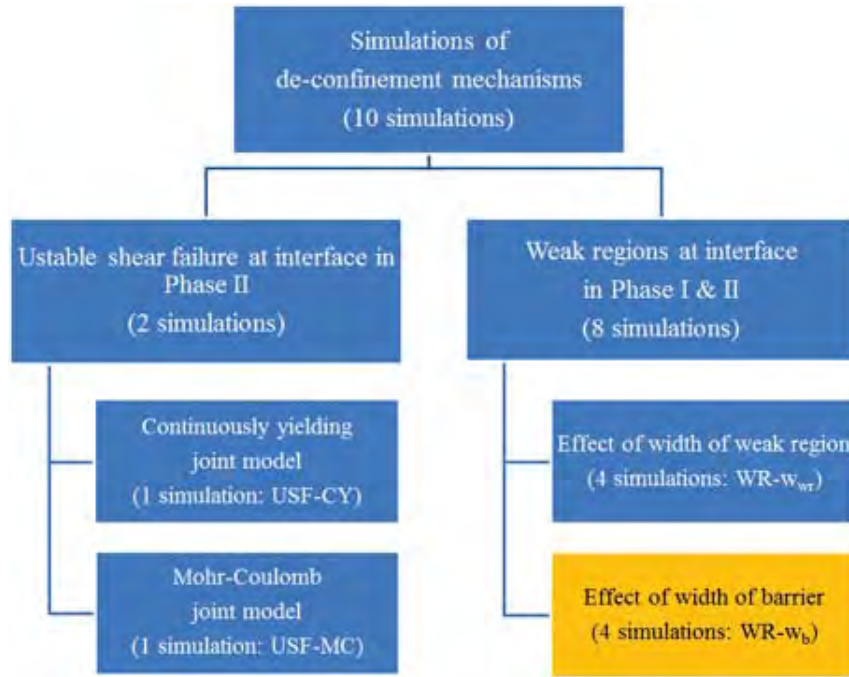 Simulations of
de-confinement mechanisms
(10 simulations)
Ustable shear failure at interface in
Phase II
(2 simulations)
Weak regions at interface
in Phase I & II
(8 simulations)
Continuously yielding
joint model
(1 simulation: USF-CY)
Effect of width of weak region
(4 simulations: WR-wwr)
Mohr-Coulomb
joint model
(1 simulation: USF-MC)
Effect of width of barrier
(4 simulations: WR-wb)